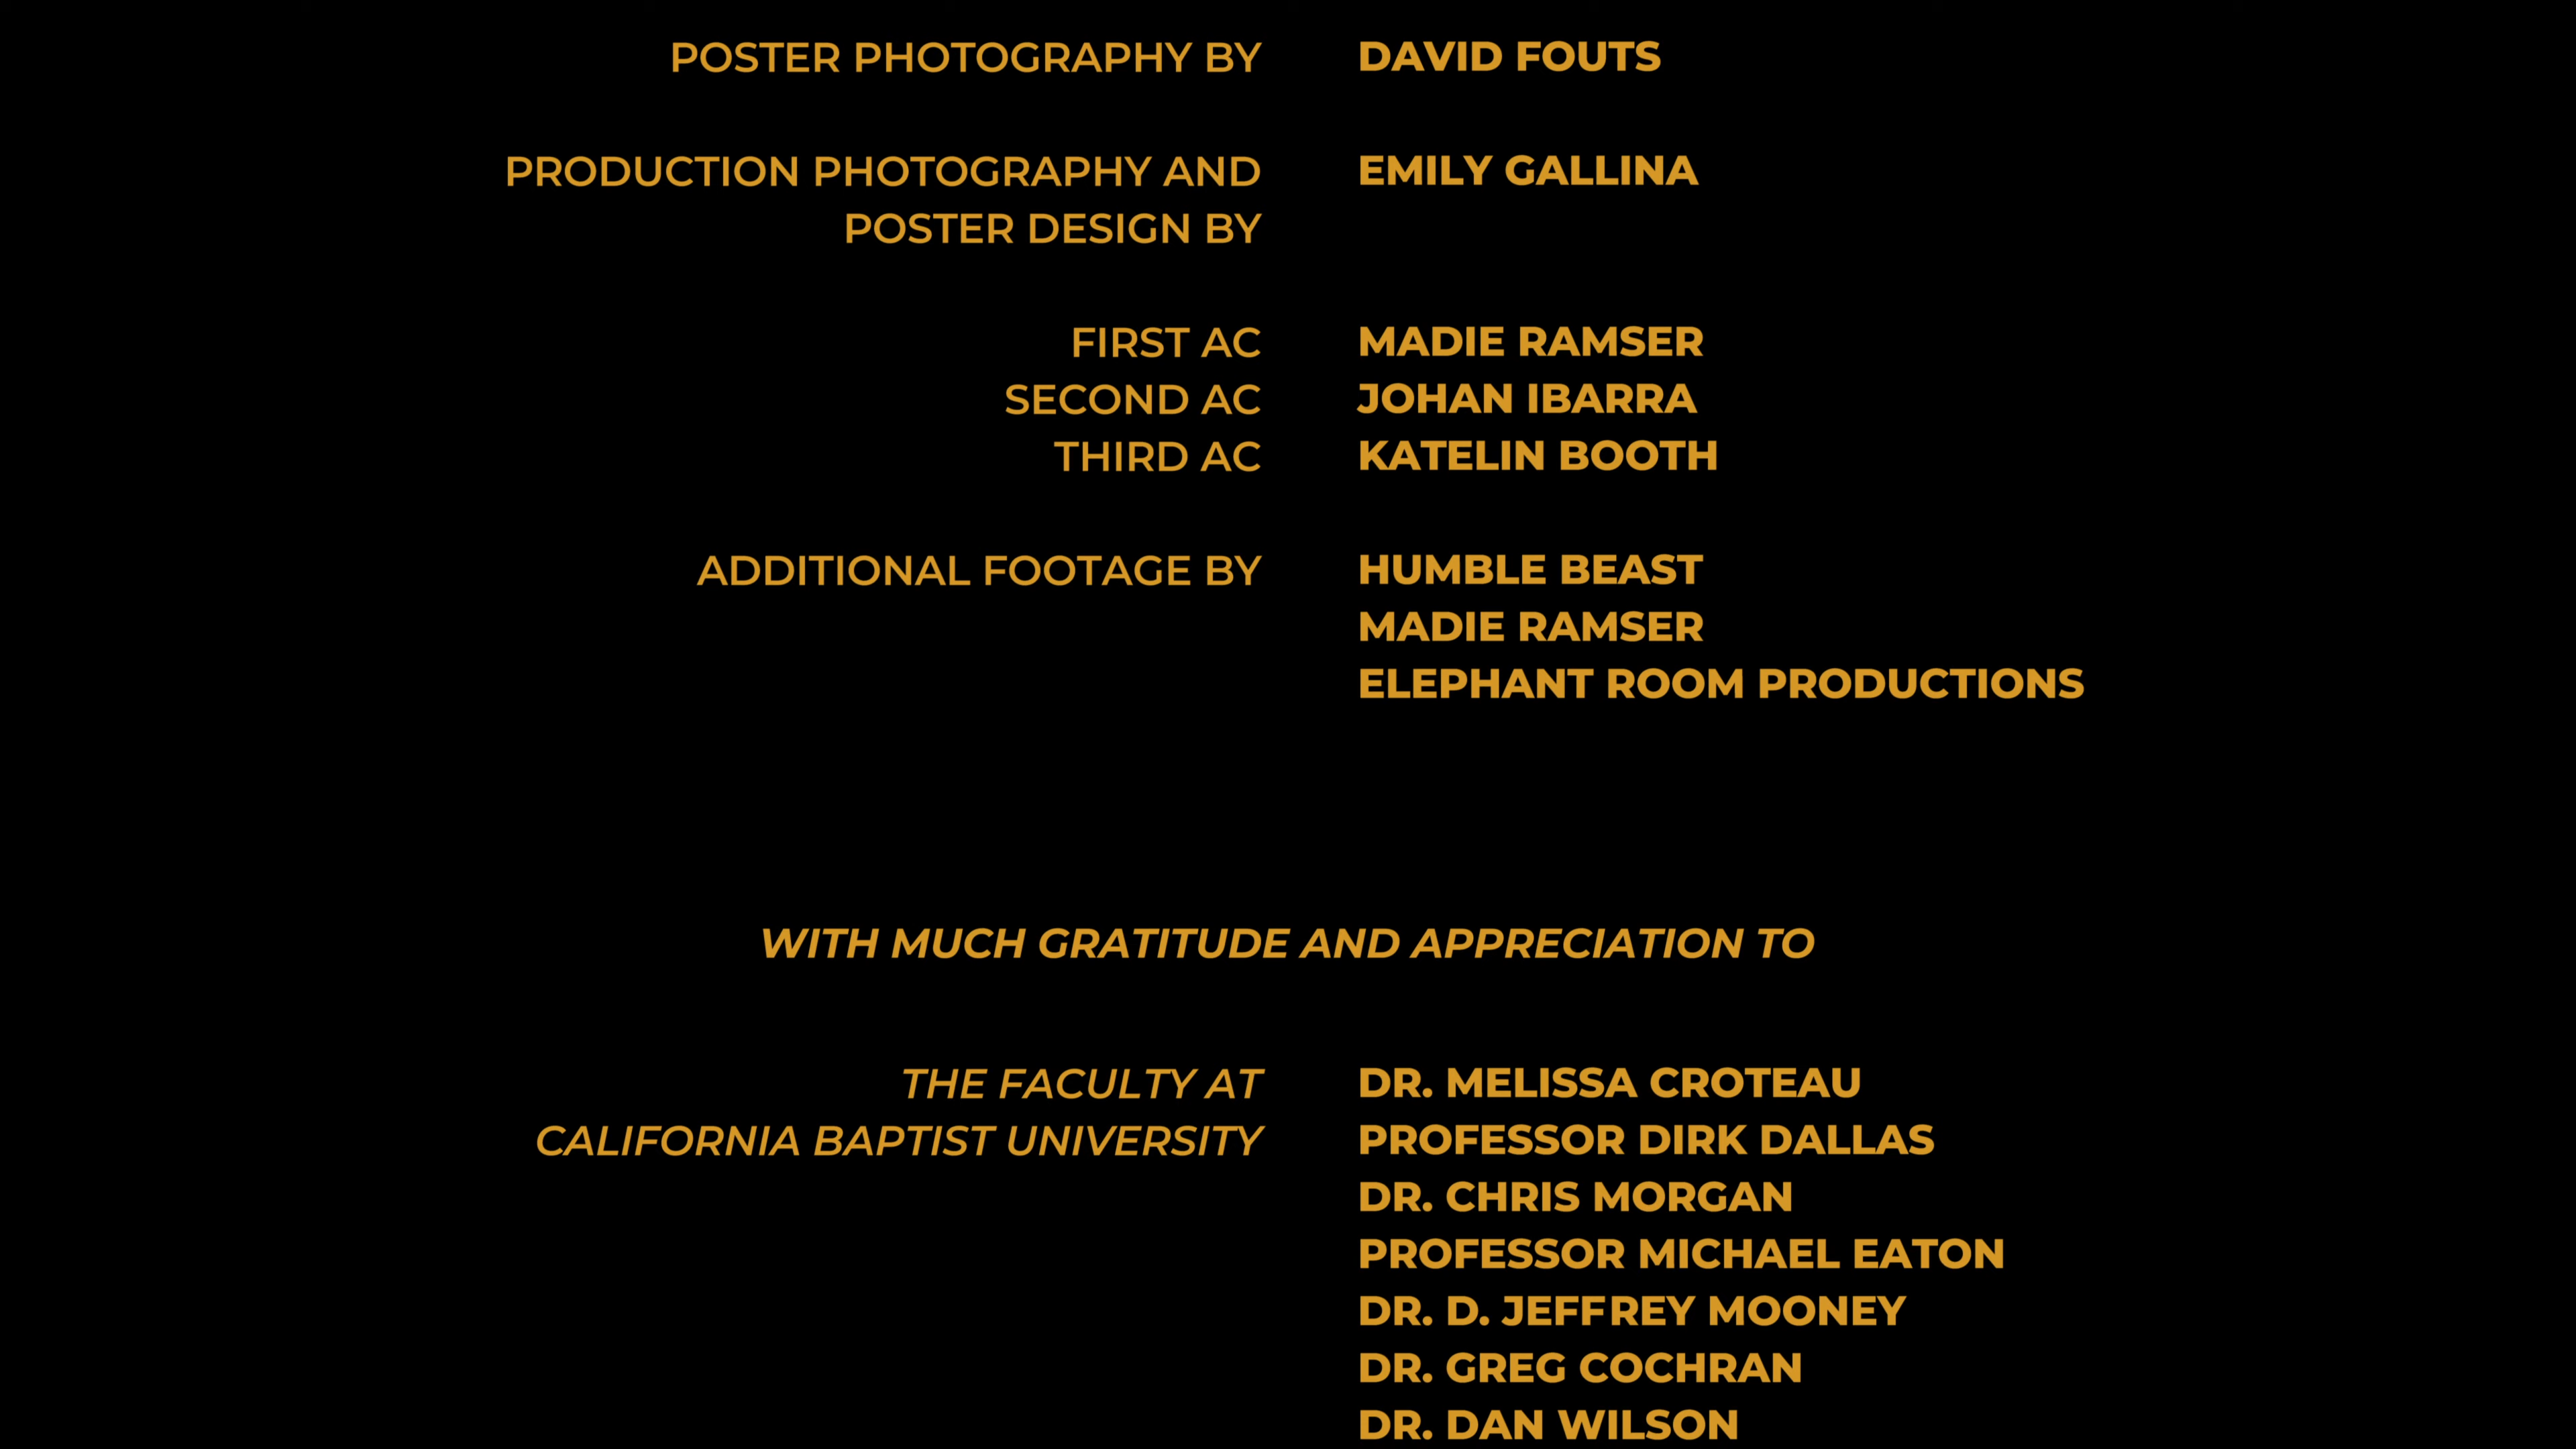 POSTER PHOTOGRAPHY BY DAVID FOUTS
PRODUCTION PHOTOGRAPHY AND EMILY GALLINA
POSTER DESIGN BY
FIRST AC MADIE RAMSER
SECOND AC JOHAN IBARRA
THIRD AC KATELIN BOOTH
ADDITIONAL FOOTAGE BY HUMBLE BEAST
MADIE RAMSER
ELEPHANT ROOM PRODUCTIONS
WITH MUCH GRATITUDE AND APPRECIATION TO
THE FACULTY AT DR. MELISSA CROTEAU
CALIFORNIA BAPTIST UNIVERSITY PROFESSOR DIRK DALLAS
DR. CHRIS MORGAN
PROFESSOR MICHAEL EATON
DR. D. JEFFREY MOONEY
DR. GREG COCHRAN
DR. DAN WILSON